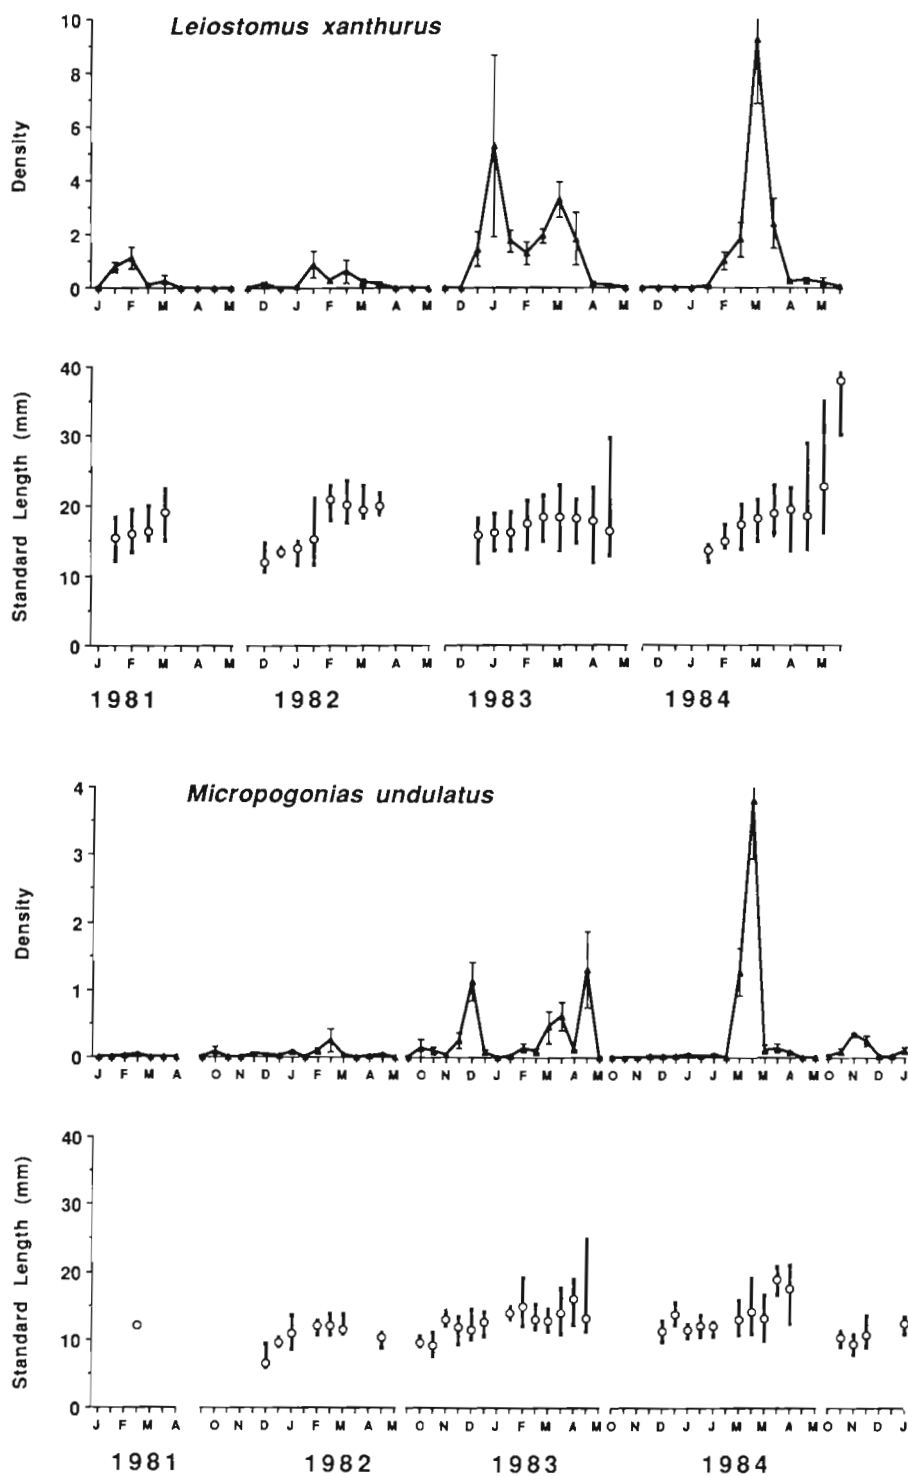 Leiostomus xanthurus
Density
10
8
6
4
2
0
J F M A M D J F M A M D J F M A M D J F M A M
Standard Length (mm)
40
30
20
10
0
J F M A M D J F M A M D J F M A M D J F M A M
1981 1982 1983 1984
Micropogonias undulatus
Density
4
3
2
1
0
J F M A O N D J F M A M O N D J F M A M O N D J F M M A M O N D J
Standard Length (mm)
40
30
20
10
0
J F M A O N D J F M A M O N D J F M A M O N D J F M M A M O N D J
1981 1982 1983 1984